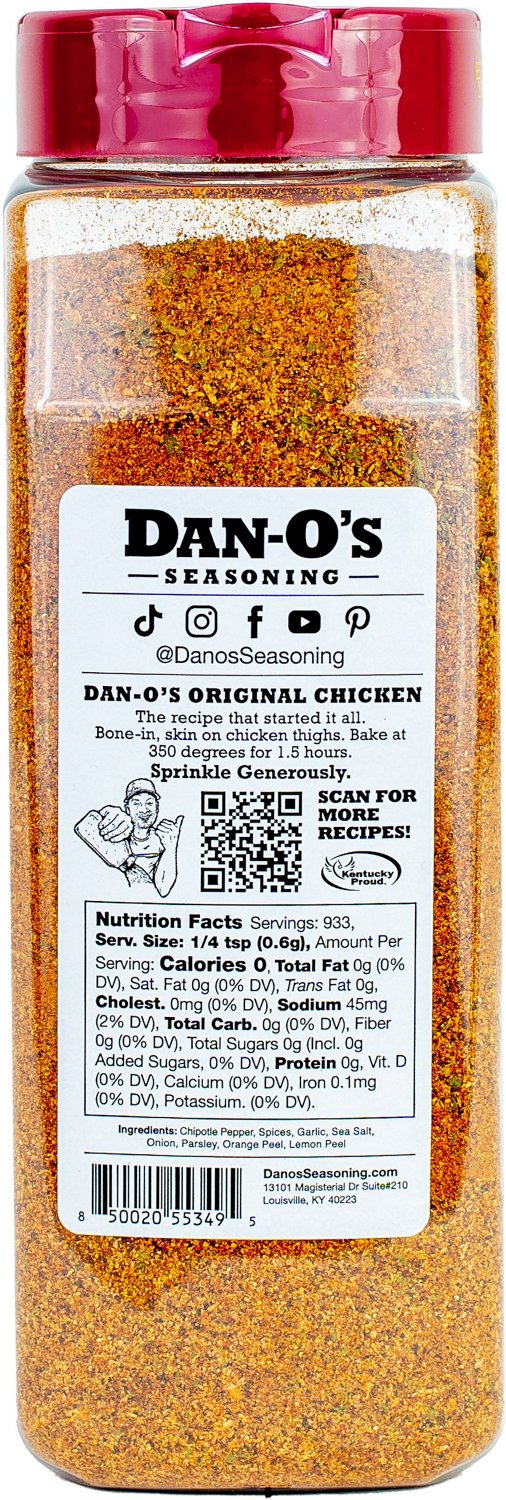 DAN-O'S
SEASONING
@DanosSeasoning
DAN-O'S ORIGINAL CHICKEN
The recipe that started it all.
Bone-in, skin on chicken thighs. Bake at
350 degrees for 1.5 hours.
Sprinkle Generously.
SCAN FOR
MORE
RECIPES!
Kentucky
Proud.
Nutrition Facts Servings: 933,
Serv. Size: 1/4 tsp (0.6g), Amount Per
Serving: Calories 0, Total Fat 0g (0%
DV), Sat. Fat 0g (0% DV), Trans Fat 0g,
Cholest. 0mg (0% DV), Sodium 45mg
(2% DV), Total Carb. 0g (0% DV), Fiber
0g (0% DV), Total Sugars 0g (Incl. 0g
Added Sugars, 0% DV), Protein 0g, Vit. D
(0% DV), Calcium (0% DV), Iron 0.1mg
(0% DV), Potassium. (0% DV).
Ingredients: Chipotle Pepper, Spices, Garlic, Sea Salt,
Onion, Parsley, Orange Peel, Lemon Peel
8 50020 55349 5
DanosSeasoning.com
13101 Magisterial Dr Suite#210
Louisville, KY 40223